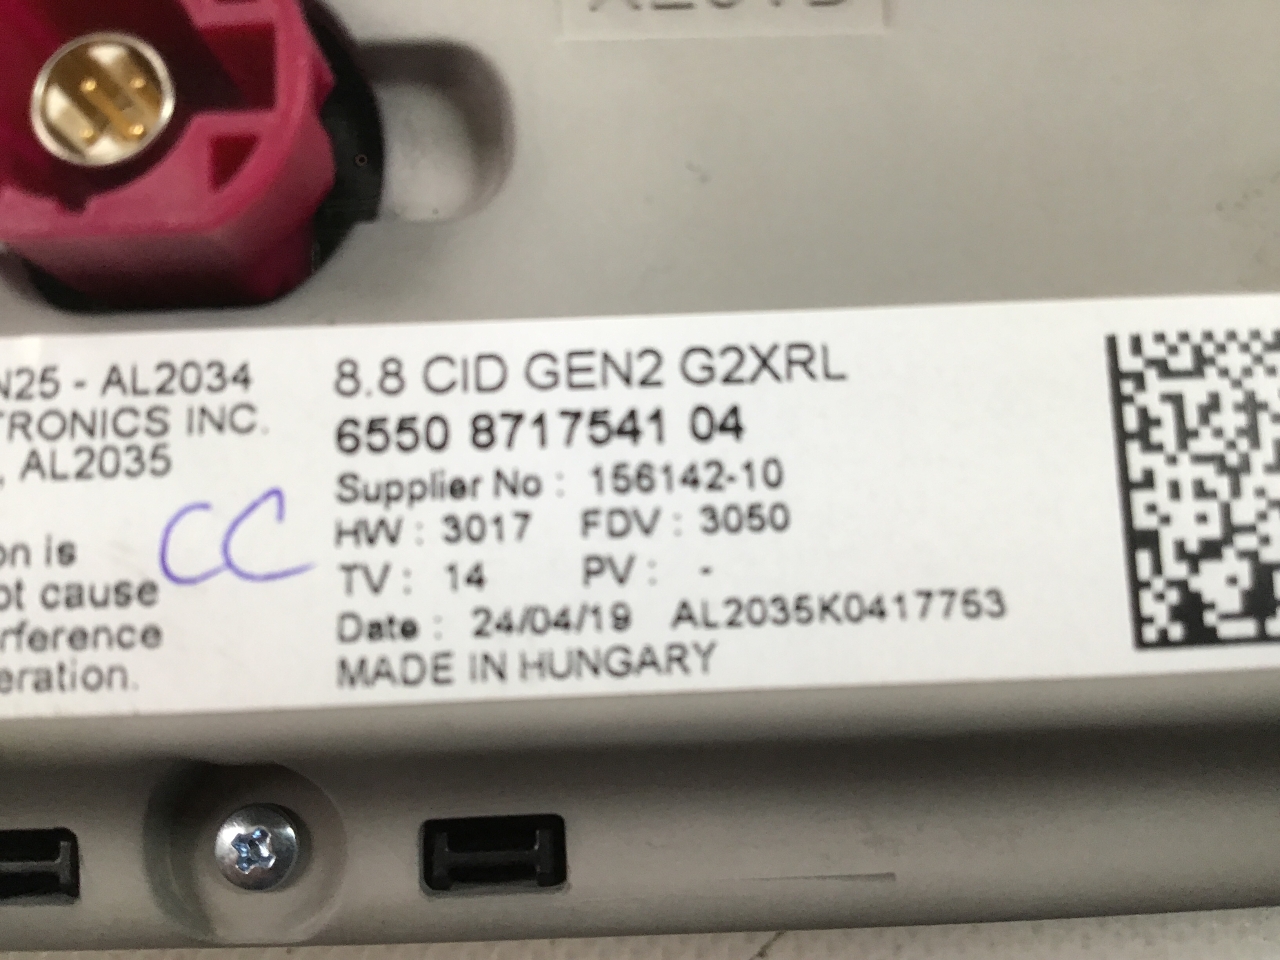 N25 - AL2034
TRONICS INC.
, AL2035
on is
ot cause
rference
eration.
CC
8.8 CID GEN2 G2XRL
6550 8717541 04
Supplier No : 156142-10
HW : 3017 FDV : 3050
TV : 14 PV : -
Date : 24/04/19 AL2035K0417753
MADE IN HUNGARY